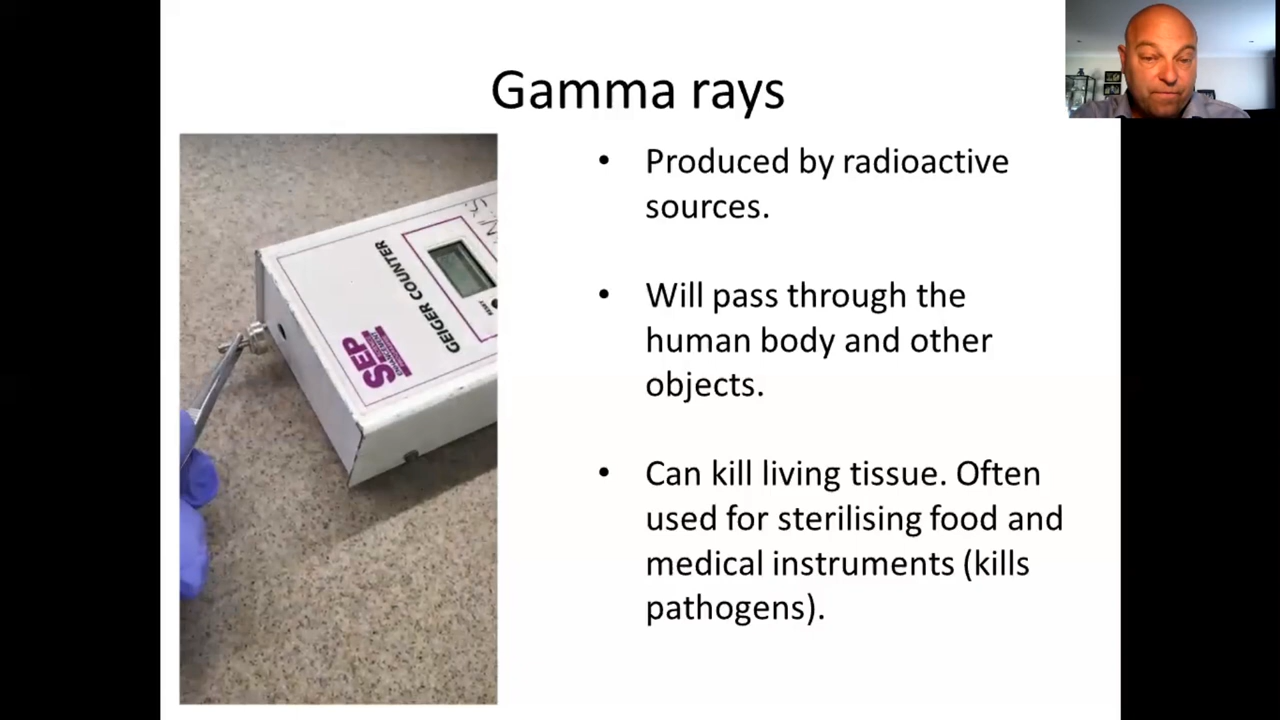 Gamma rays
• Produced by radioactive
sources.
• Will pass through the
human body and other
objects.
• Can kill living tissue. Often
used for sterilising food and
medical instruments (kills
pathogens).
GEIGER COUNTER
SEP
RESET